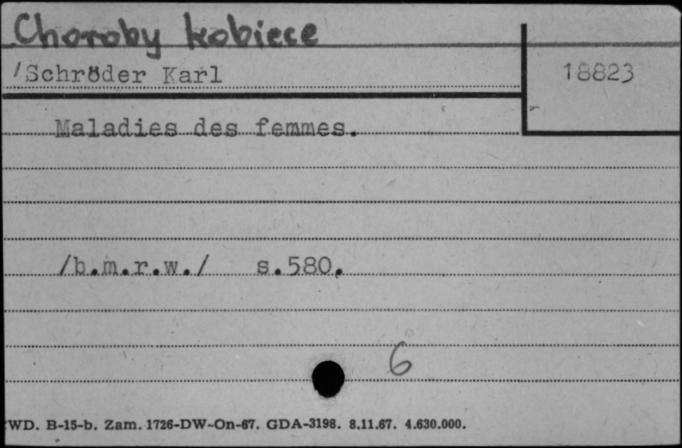 Choroby kobiece
/Schröder Karl
18823
Maladies des femmes.
/b.m.r.w./ s.580.
6
WD. B-15-b. Zam. 1726-DW-On-67. GDA-3198. 8.11.67. 4.630.000.